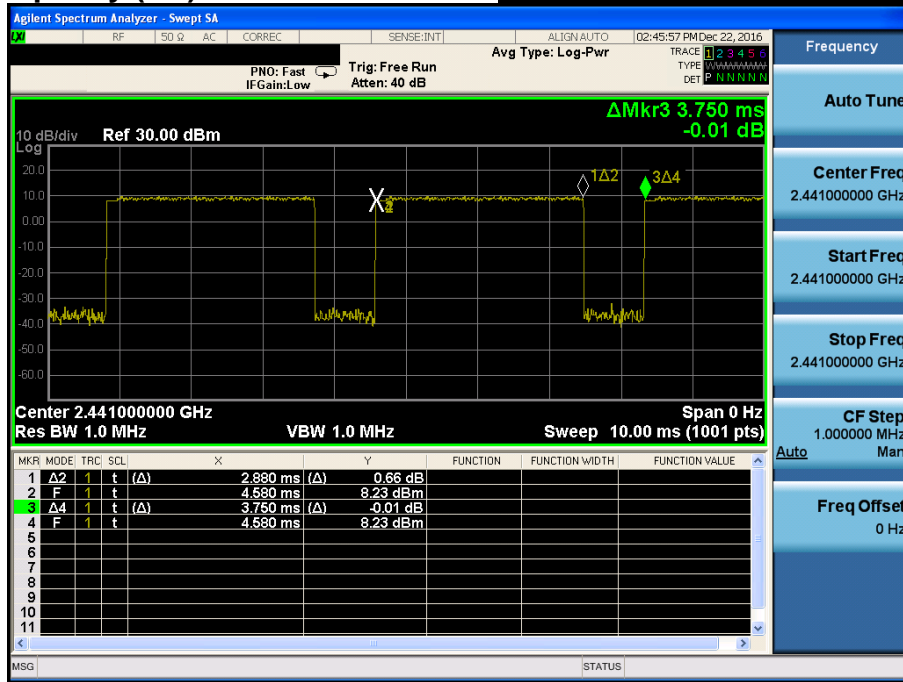 Agilent Spectrum Analyzer - Swept SA
LXI RF 50 Ω AC CORREC SENSE:INT ALIGN AUTO 02:45:57 PM Dec 22, 2016
Avg Type: Log-Pwr TRACE 1 2 3 4 5 6
PNO: Fast Trig: Free Run TYPE WWWWWW
IFGain:Low Atten: 40 dB DET P N N N N N
ΔMkr3 3.750 ms
-0.01 dB
10 dB/div Ref 30.00 dBm
Log
20.0
10.0
0.00
-10.0
-20.0
-30.0
-40.0
-50.0
-60.0
1Δ2
3Δ4
X
Center 2.441000000 GHz Span 0 Hz
Res BW 1.0 MHz VBW 1.0 MHz Sweep 10.00 ms (1001 pts)
MKR MODE TRC SCL X Y FUNCTION FUNCTION WIDTH FUNCTION VALUE
1 Δ2 1 t (Δ) 2.880 ms (Δ) 0.66 dB
2 F 1 t 4.580 ms 8.23 dBm
3 Δ4 1 t (Δ) 3.750 ms (Δ) -0.01 dB
4 F 1 t 4.580 ms 8.23 dBm
5
6
7
8
9
10
11
MSG STATUS
Frequency
Auto Tune
Center Freq
2.441000000 GHz
Start Freq
2.441000000 GHz
Stop Freq
2.441000000 GHz
CF Step
1.000000 MHz
Auto Man
Freq Offset
0 Hz